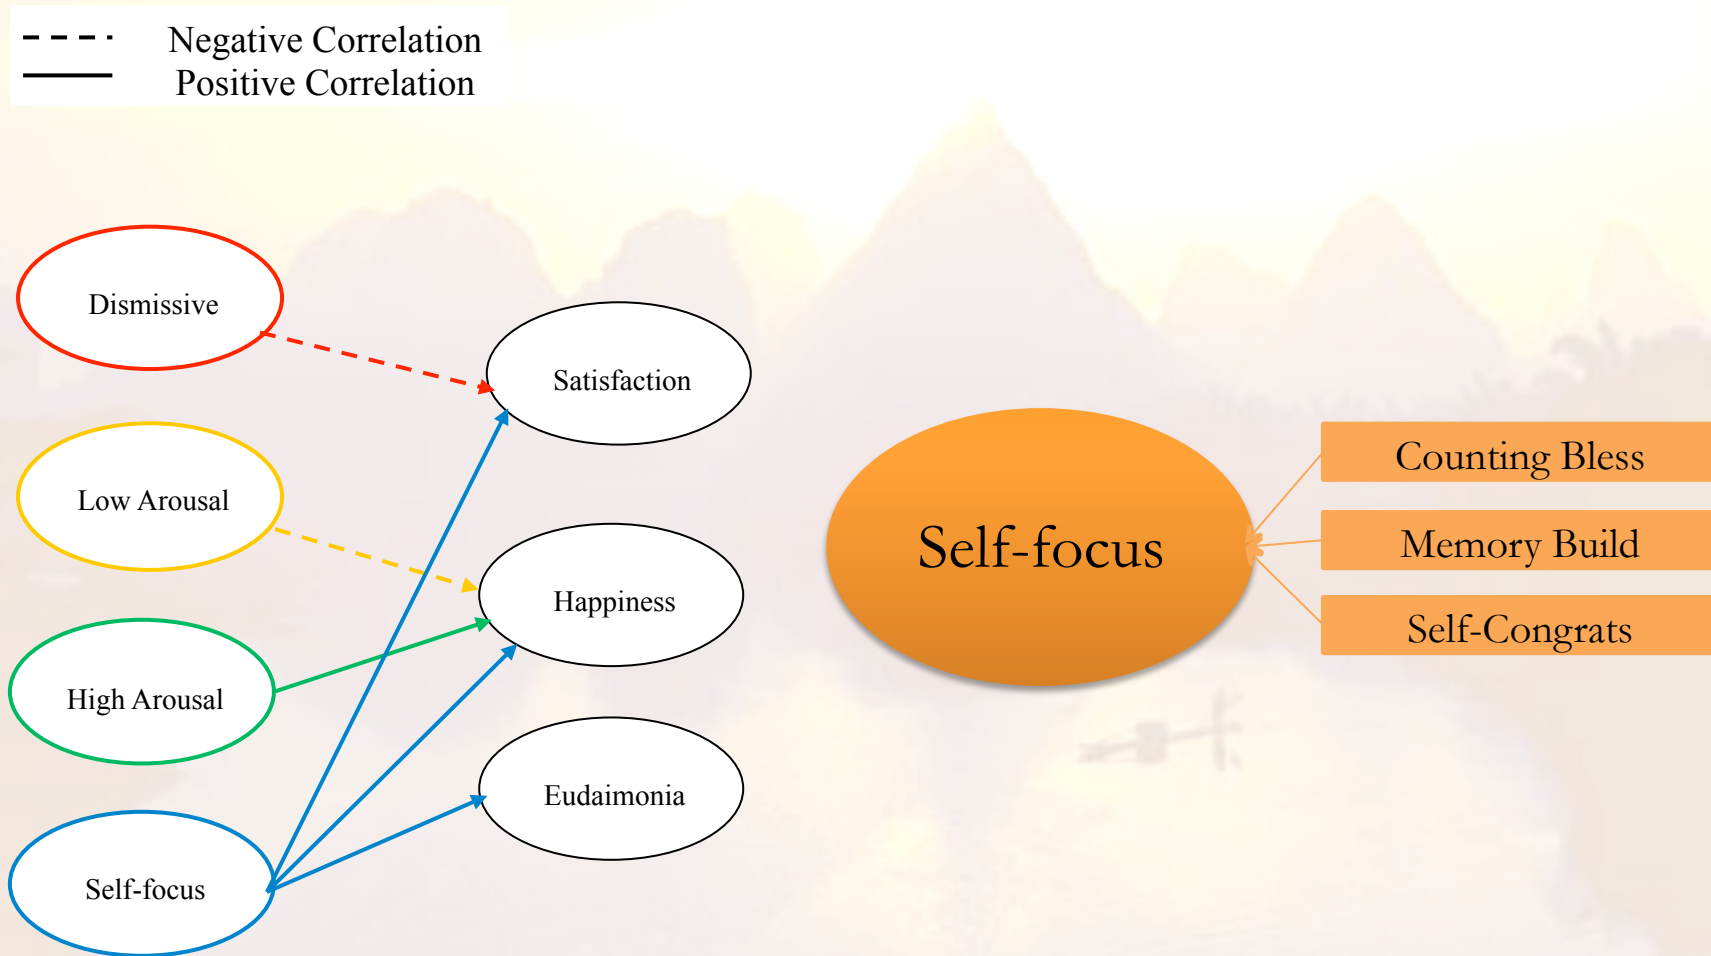 Negative Correlation
Positive Correlation
Dismissive
Satisfaction
Low Arousal
Happiness
High Arousal
Eudaimonia
Self-focus
Self-focus
Counting Bless
Memory Build
Self-Congrats